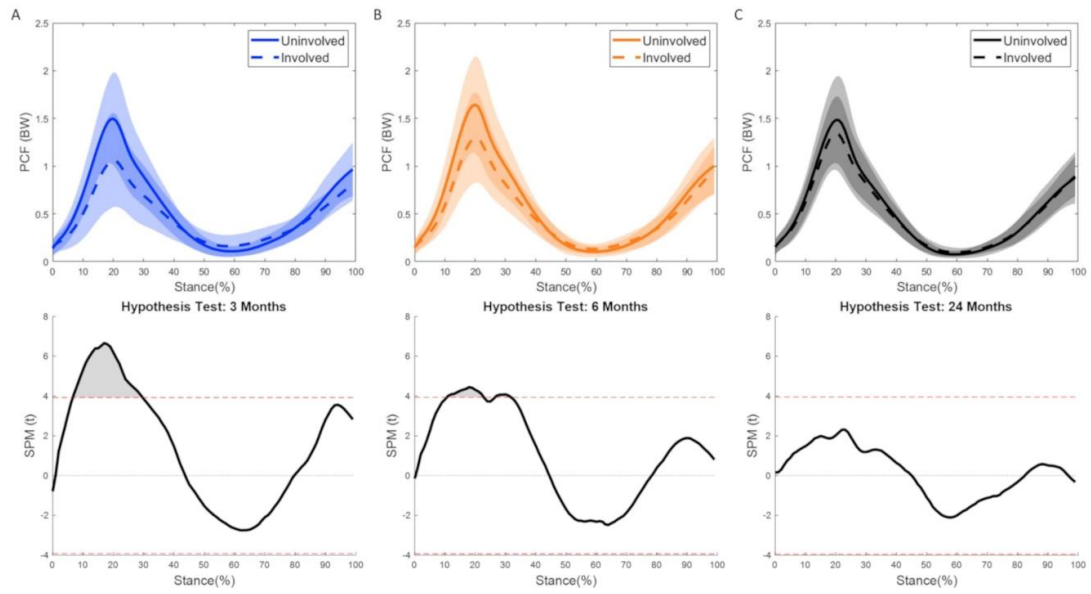 A
2.5
2
1.5
1
0.5
0
PCF (BW)
Uninvolved
Involved
0 10 20 30 40 50 60 70 80 90 100
Stance(%)
B
2.5
2
1.5
1
0.5
0
PCF (BW)
Uninvolved
Involved
0 10 20 30 40 50 60 70 80 90 100
Stance(%)
C
2.5
2
1.5
1
0.5
0
PCF (BW)
Uninvolved
Involved
0 10 20 30 40 50 60 70 80 90 100
Stance(%)
Hypothesis Test: 3 Months
8
6
4
2
0
-2
-4
SPM (t)
0 10 20 30 40 50 60 70 80 90 100
Stance(%)
Hypothesis Test: 6 Months
8
6
4
2
0
-2
-4
SPM (t)
0 10 20 30 40 50 60 70 80 90 100
Stance(%)
Hypothesis Test: 24 Months
8
6
4
2
0
-2
-4
SPM (t)
0 10 20 30 40 50 60 70 80 90 100
Stance(%)